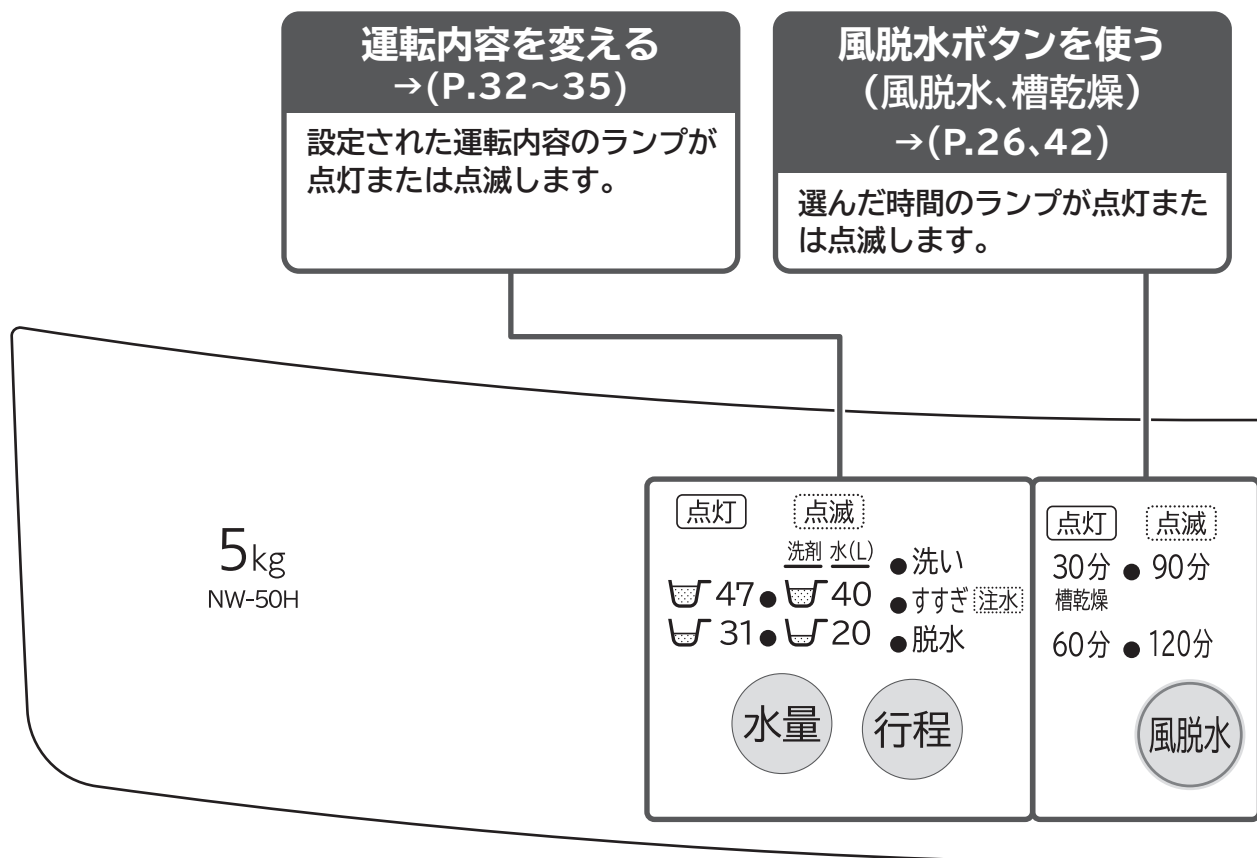 運転内容を変える
→(P.32~35)
設定された運転内容のランプが
点灯または点滅します。
風脱水ボタンを使う
(風脱水、槽乾燥)
→(P.26、42)
選んだ時間のランプが点灯また
は点滅します。
5kg
NW-50H
点灯 点滅
洗剤 水(L)
47 ● 40
31 ● 20
● 洗い
● すすぎ 注水
● 脱水
水量 行程
点灯 点滅
30分 ● 90分
槽乾燥
60分 ● 120分
風脱水